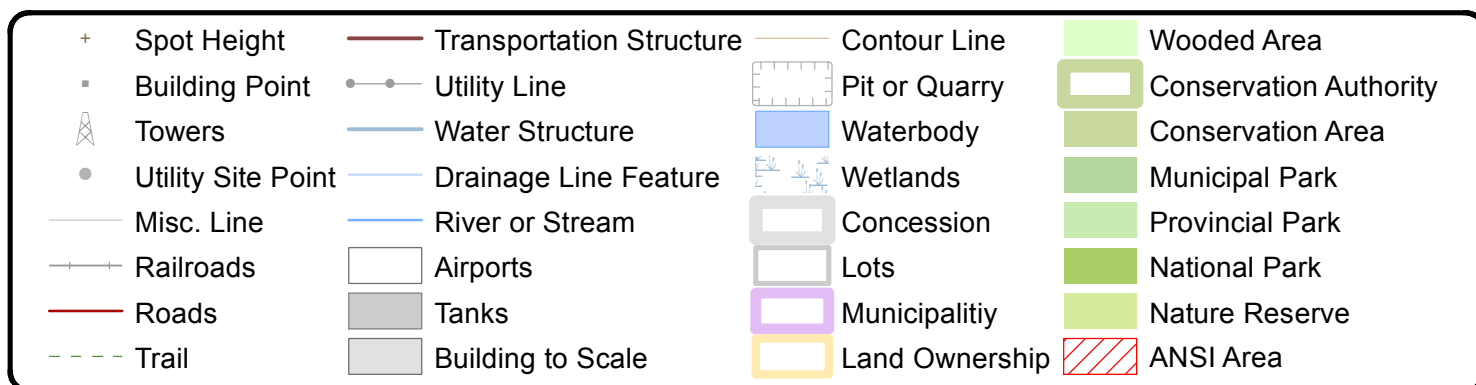 Spot Height
Building Point
Towers
Utility Site Point
Misc. Line
Railroads
Roads
Trail
Transportation Structure
Utility Line
Water Structure
Drainage Line Feature
River or Stream
Airports
Tanks
Building to Scale
Contour Line
Pit or Quarry
Waterbody
Wetlands
Concession
Lots
Municipalitiy
Land Ownership
Wooded Area
Conservation Authority
Conservation Area
Municipal Park
Provincial Park
National Park
Nature Reserve
ANSI Area